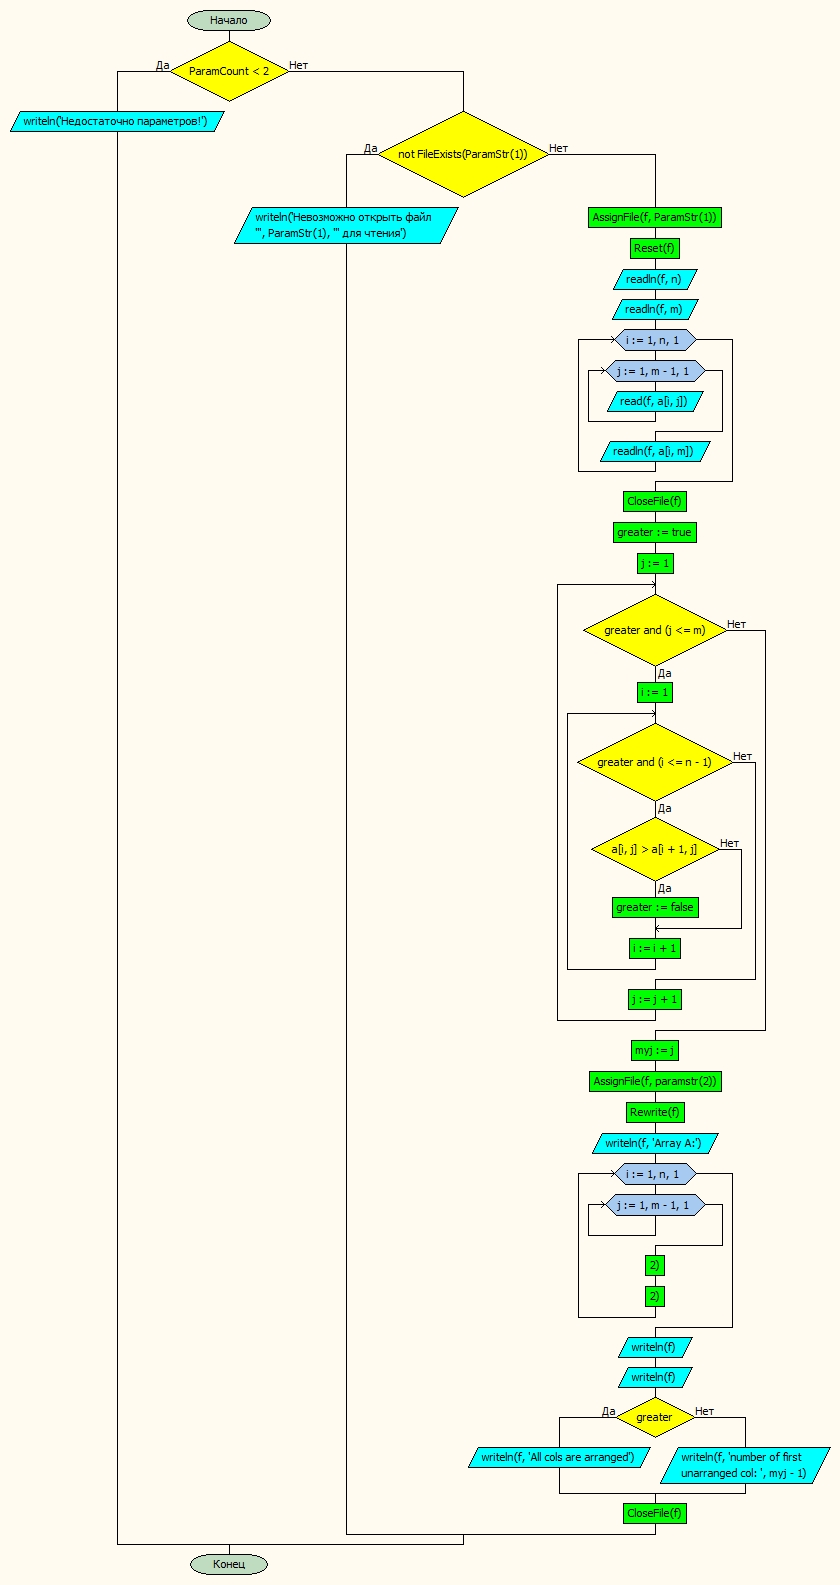 Начало
Да
Нет
ParamCount < 2
writeln('Недостаточно параметров!')
Да
Нет
not FileExists(ParamStr(1))
writeln('Невозможно открыть файл
"', ParamStr(1), '" для чтения')
AssignFile(f, ParamStr(1))
Reset(f)
readln(f, n)
readln(f, m)
i := 1, n, 1
j := 1, m - 1, 1
read(f, a[i, j])
readln(f, a[i, m])
CloseFile(f)
greater := true
j := 1
greater and (j <= m)
Нет
Да
i := 1
greater and (i <= n - 1)
Нет
Да
a[i, j] > a[i + 1, j]
Нет
Да
greater := false
i := i + 1
j := j + 1
myj := j
AssignFile(f, paramstr(2))
Rewrite(f)
writeln(f, 'Array A:')
i := 1, n, 1
j := 1, m - 1, 1
2)
2)
writeln(f)
writeln(f)
Да
Нет
greater
writeln(f, 'All cols are arranged')
writeln(f, 'number of first
unarranged col: ', myj - 1)
CloseFile(f)
Конец